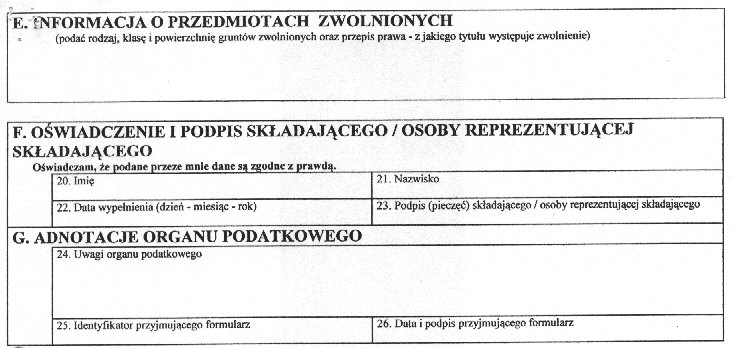 E. INFORMACJA O PRZEDMIOTACH ZWOLNIONYCH
(podać rodzaj, klasę i powierzchnię gruntów zwolnionych oraz przepis prawa - z jakiego tytułu występuje zwolnienie)
F. OŚWIADCZENIE I PODPIS SKŁADAJĄCEGO / OSOBY REPREZENTUJĄCEJ
SKŁADAJĄCEGO
Oświadczam, że podane przeze mnie dane są zgodne z prawdą.
20. Imię
21. Nazwisko
22. Data wypełnienia (dzień - miesiąc - rok)
23. Podpis (pieczęć) składającego / osoby reprezentującej składającego
G. ADNOTACJE ORGANU PODATKOWEGO
24. Uwagi organu podatkowego
25. Identyfikator przyjmującego formularz
26. Data i podpis przyjmującego formularz